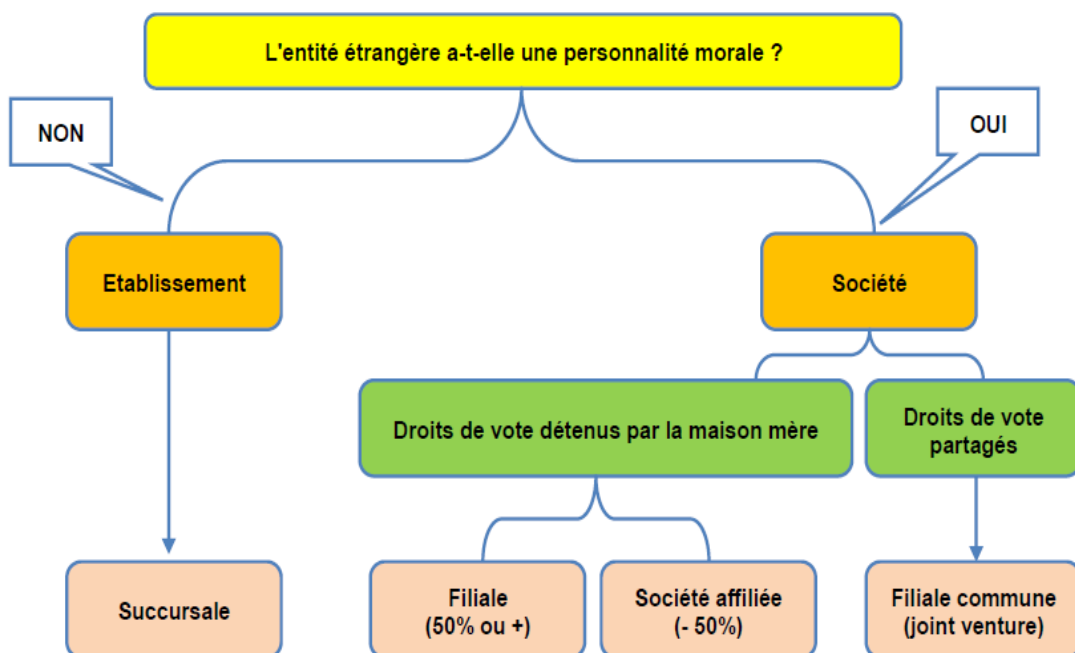 L'entité étrangère a-t-elle une personnalité morale ?
NON
OUI
Etablissement
Société
Droits de vote détenus par la maison mère
Droits de vote
partagés
Succursale
Filiale
(50% ou +)
Société affiliée
(- 50%)
Filiale commune
(joint venture)